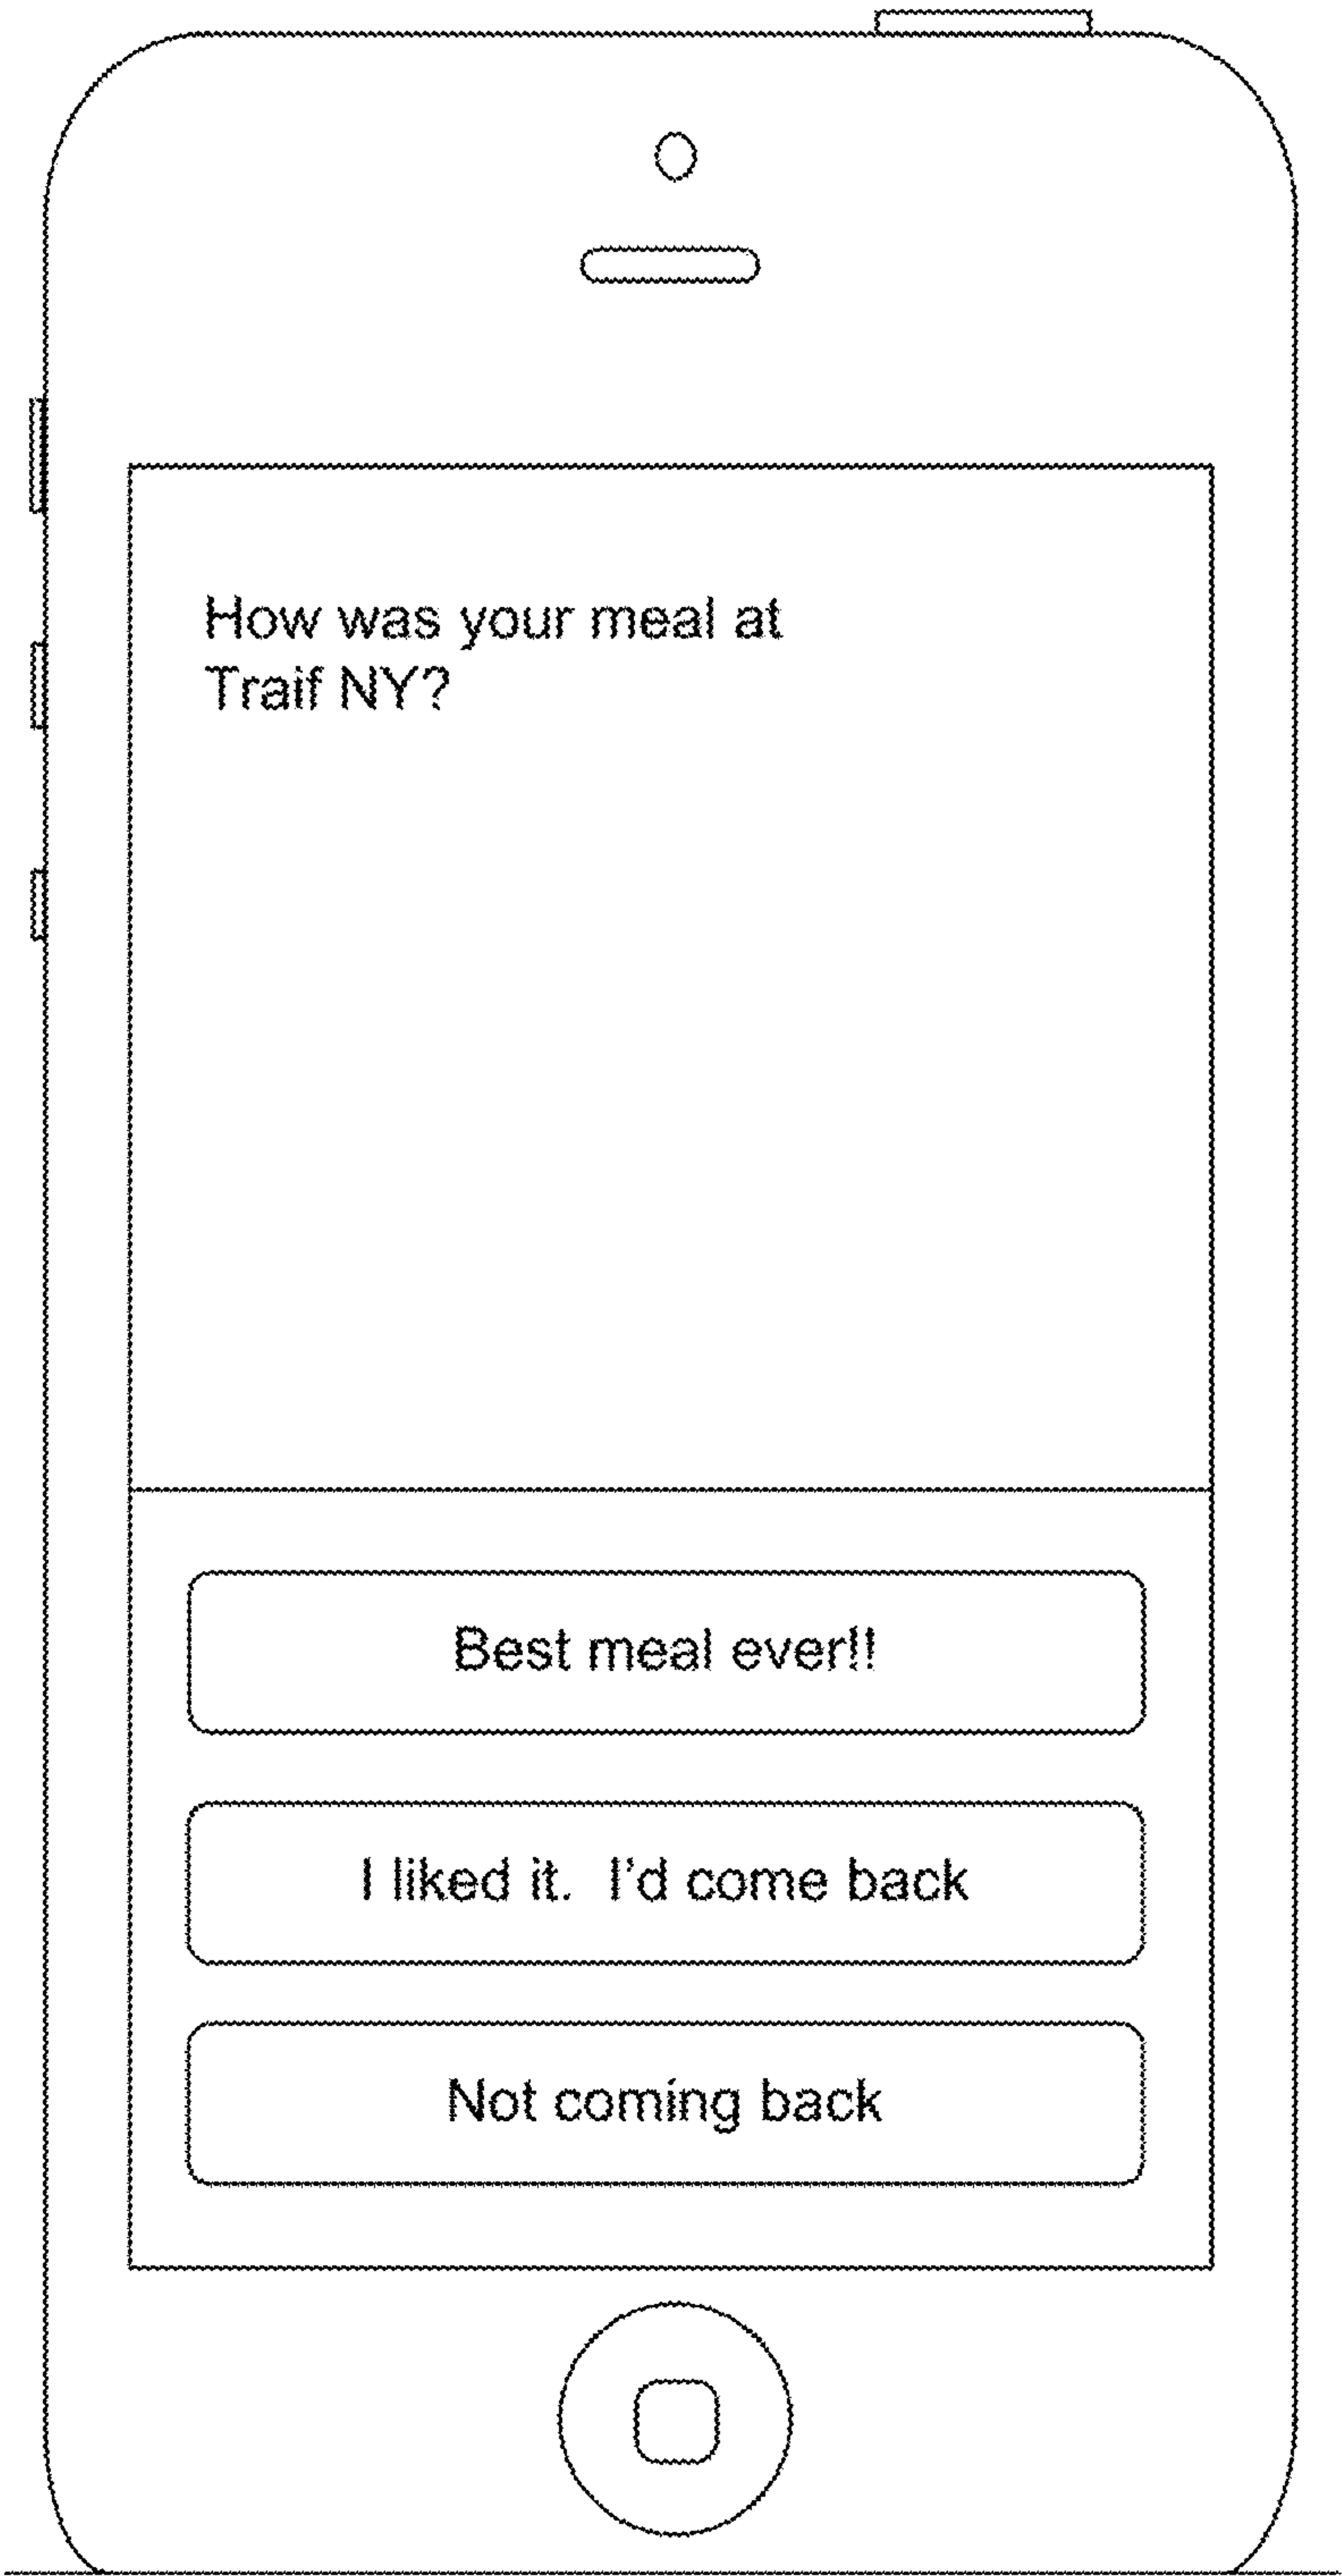 How was your meal at
Traif NY?
Best meal ever!!
I liked it.  I'd come back
Not coming back